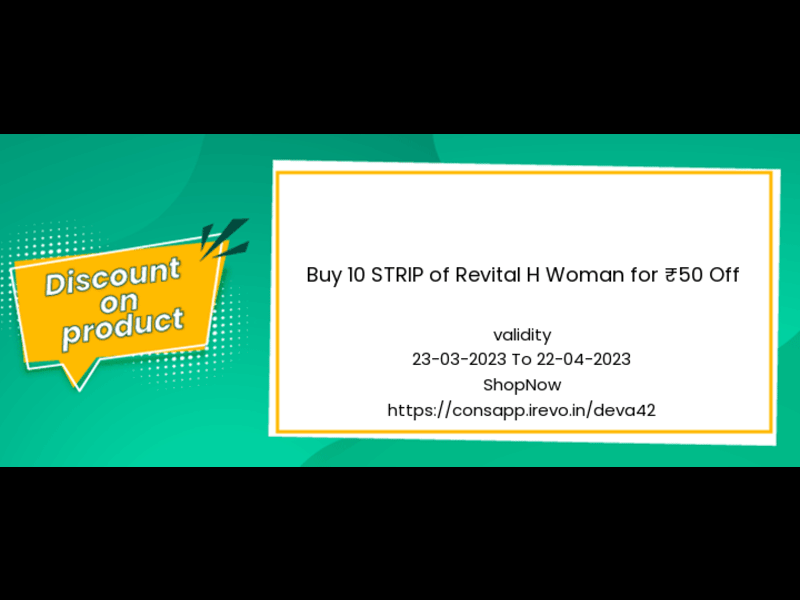 Discount
on
product
Buy 10 STRIP of Revital H Woman for ₹50 Off
validity
23-03-2023 To 22-04-2023
ShopNow
https://consapp.irevo.in/deva42